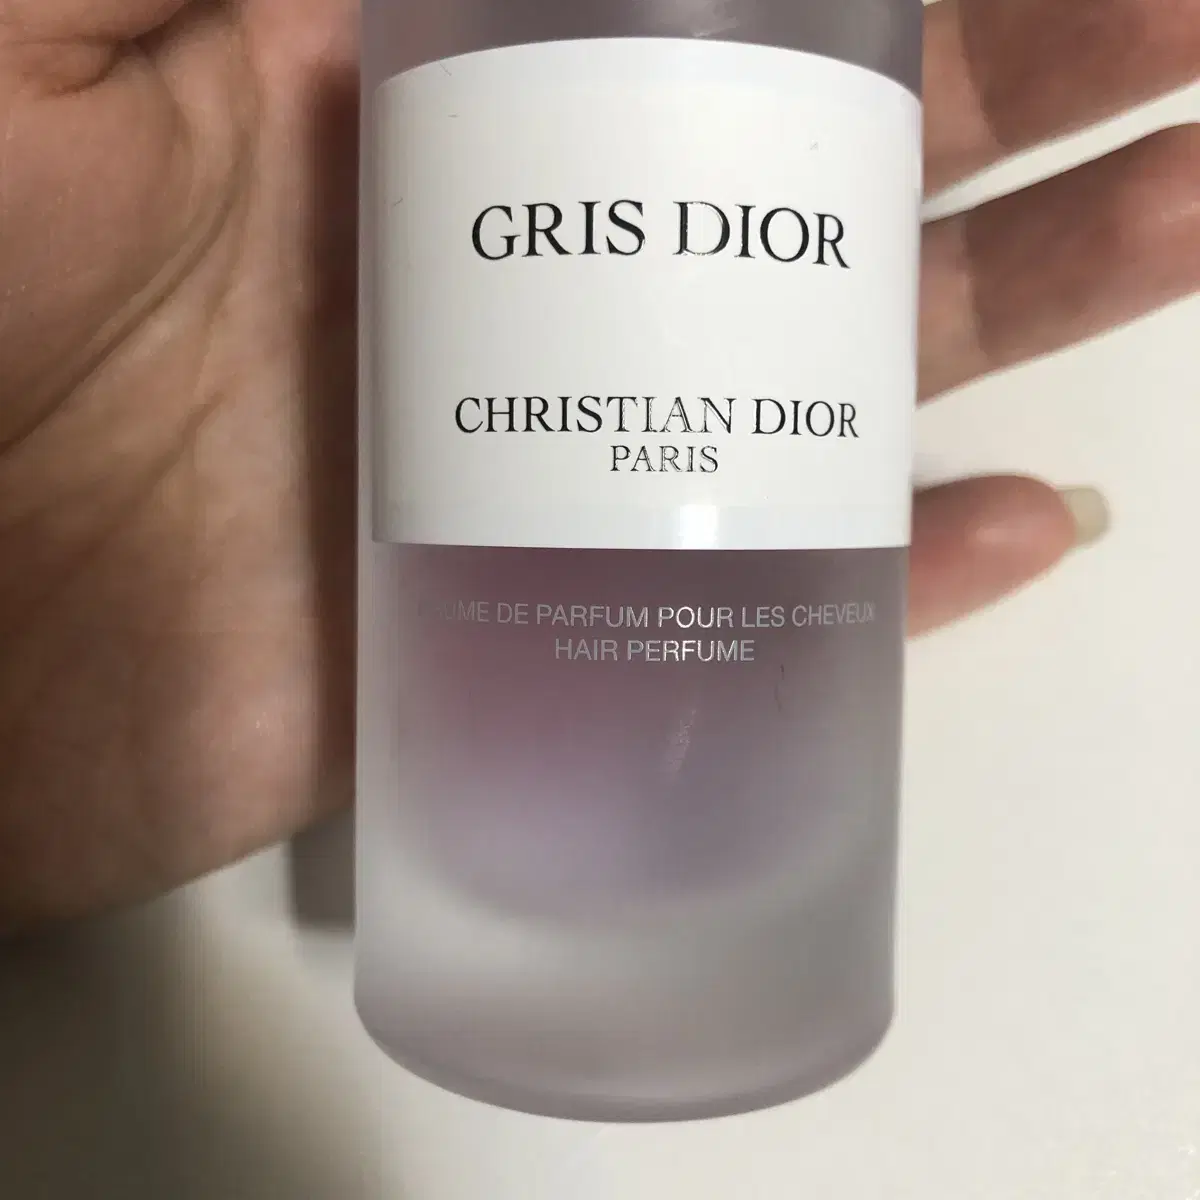 GRIS DIOR
CHRISTIAN DIOR
PARIS
DE PARFUM POUR LES CHEVEUX
HAIR PERFUME